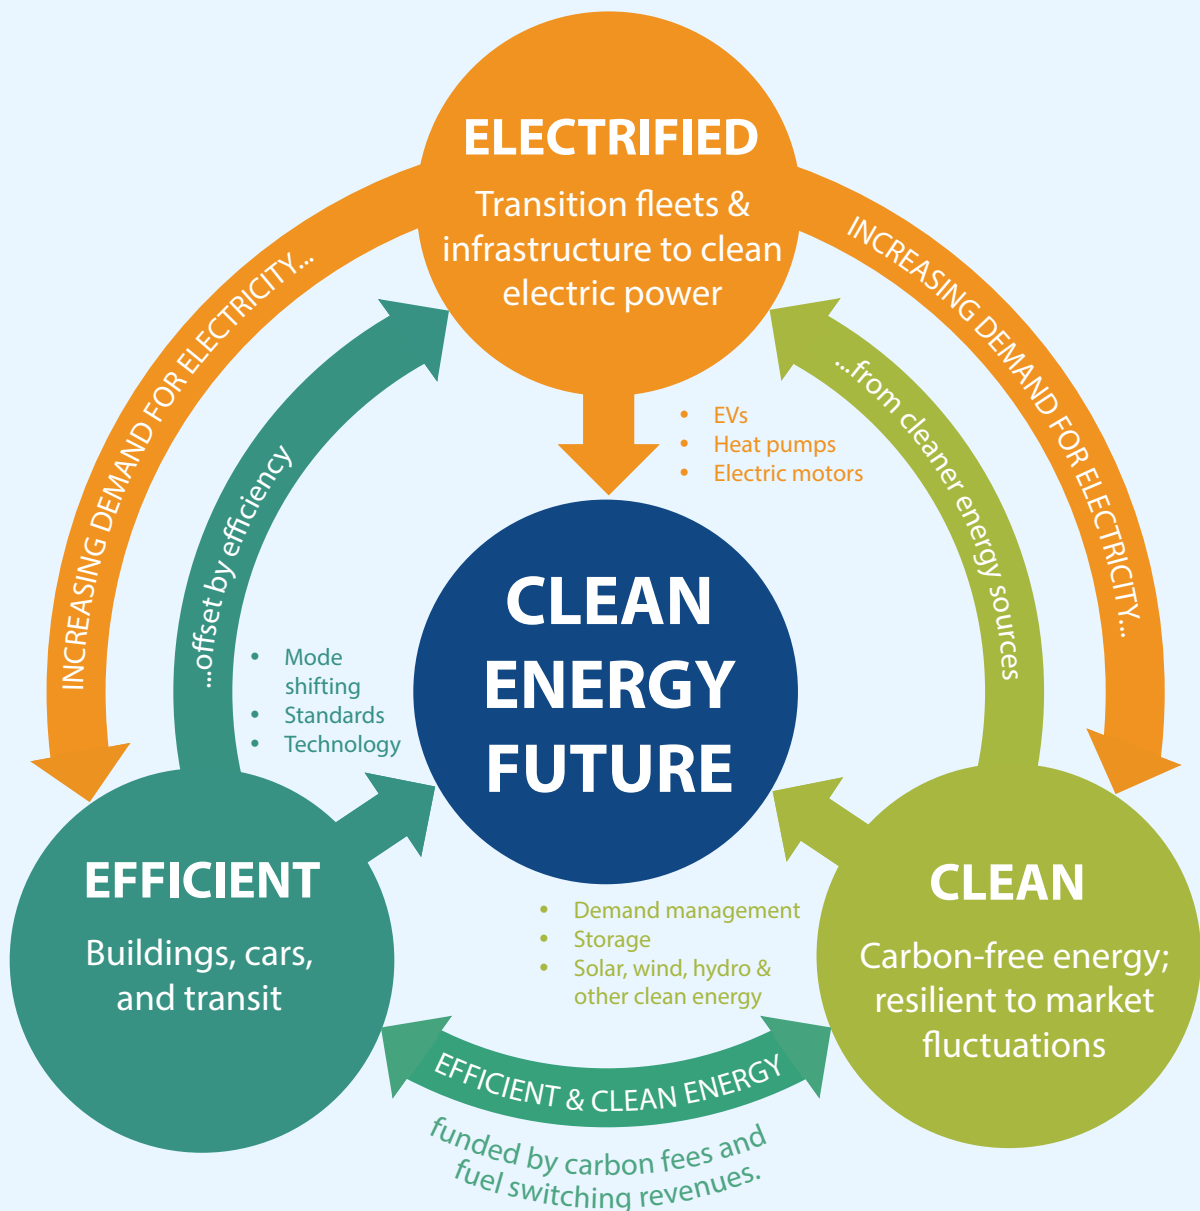 ELECTRIFIED
Transition fleets &
infrastructure to clean
electric power
INCREASING DEMAND FOR ELECTRICITY...
INCREASING DEMAND FOR ELECTRICITY...
...offset by efficiency
...from cleaner energy sources
• EVs
• Heat pumps
• Electric motors
CLEAN
ENERGY
FUTURE
• Mode
shifting
• Standards
• Technology
EFFICIENT
Buildings, cars,
and transit
CLEAN
Carbon-free energy;
resilient to market
fluctuations
• Demand management
• Storage
• Solar, wind, hydro &
other clean energy
EFFICIENT & CLEAN ENERGY
funded by carbon fees and
fuel switching revenues.